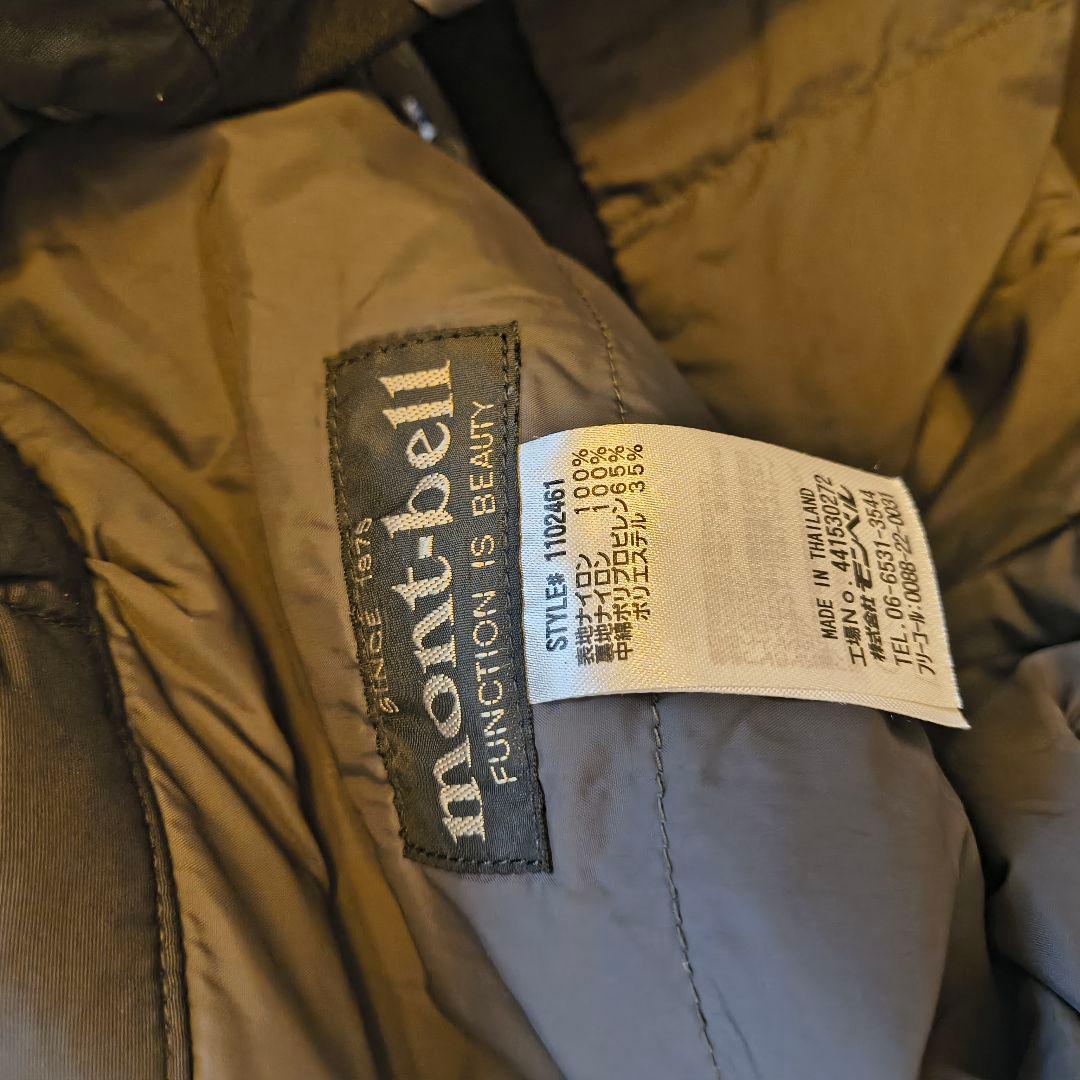 SINCE 1975
mont-bell
FUNCTION IS BEAUTY
STYLE# 1102461
表地ナイロン 100%
裏地ナイロン 100%
中綿ポリプロピレン65%
ポリエステル 35%
MADE IN THAILAND
工場No.441530272
株式会社モンベル
TEL.06-6531-3544
フリーコール:0088-22-0031